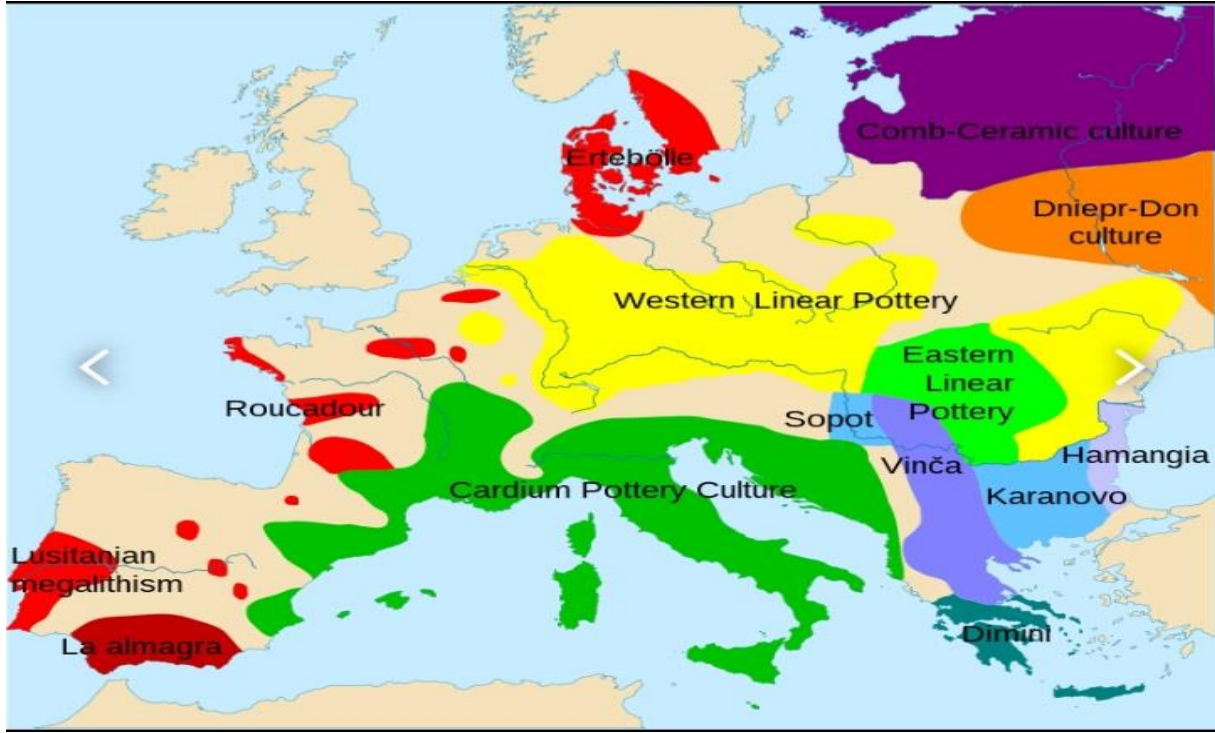 Comb-Ceramic culture
Ertebölle
Dniepr-Don
culture
Western Linear Pottery
Eastern
Linear
Pottery
Roucadour
Sopot
Vinča
Hamangia
Karanovo
Cardium Pottery Culture
Lusitanian
megalithism
La almagra
Dimini